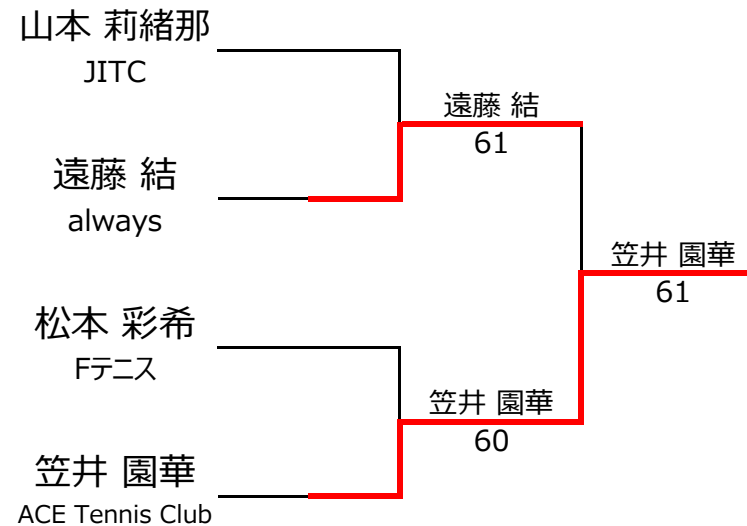 山本 莉緒那
JITC
遠藤 結
61
遠藤 結
always
笠井 園華
61
松本 彩希
Fテニス
笠井 園華
60
笠井 園華
ACE Tennis Club